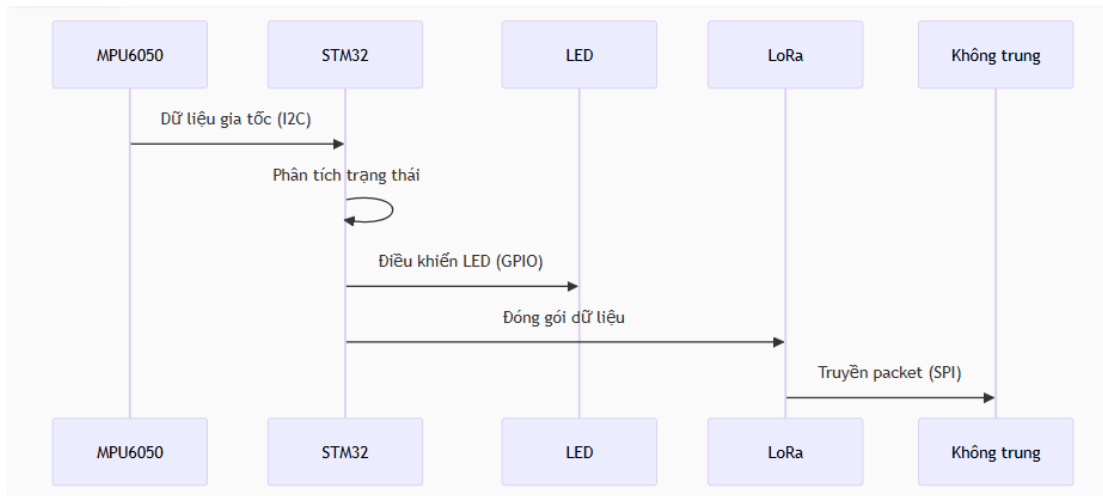 MPU6050 STM32 LED LoRa Không trung
Dữ liệu gia tốc (I2C)
Phân tích trạng thái
Điều khiển LED (GPIO)
Đóng gói dữ liệu
Truyền packet (SPI)
MPU6050 STM32 LED LoRa Không trung